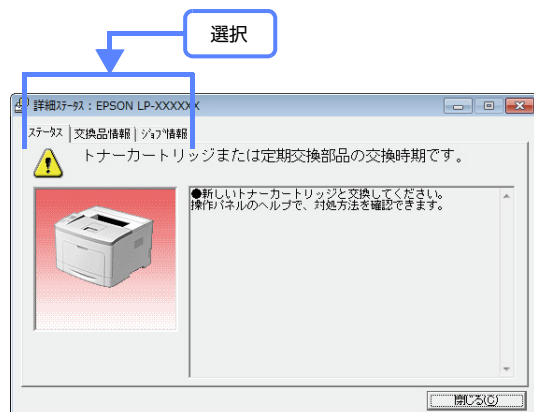 選択
詳細ステータス : EPSON LP-XXXXXX
ステータス 交換品情報 ジョブ情報
トナーカートリッジまたは定期交換部品の交換時期です。
●新しいトナーカートリッジと交換してください。
操作パネルのヘルプで、対処方法を確認できます。
閉じる(C)